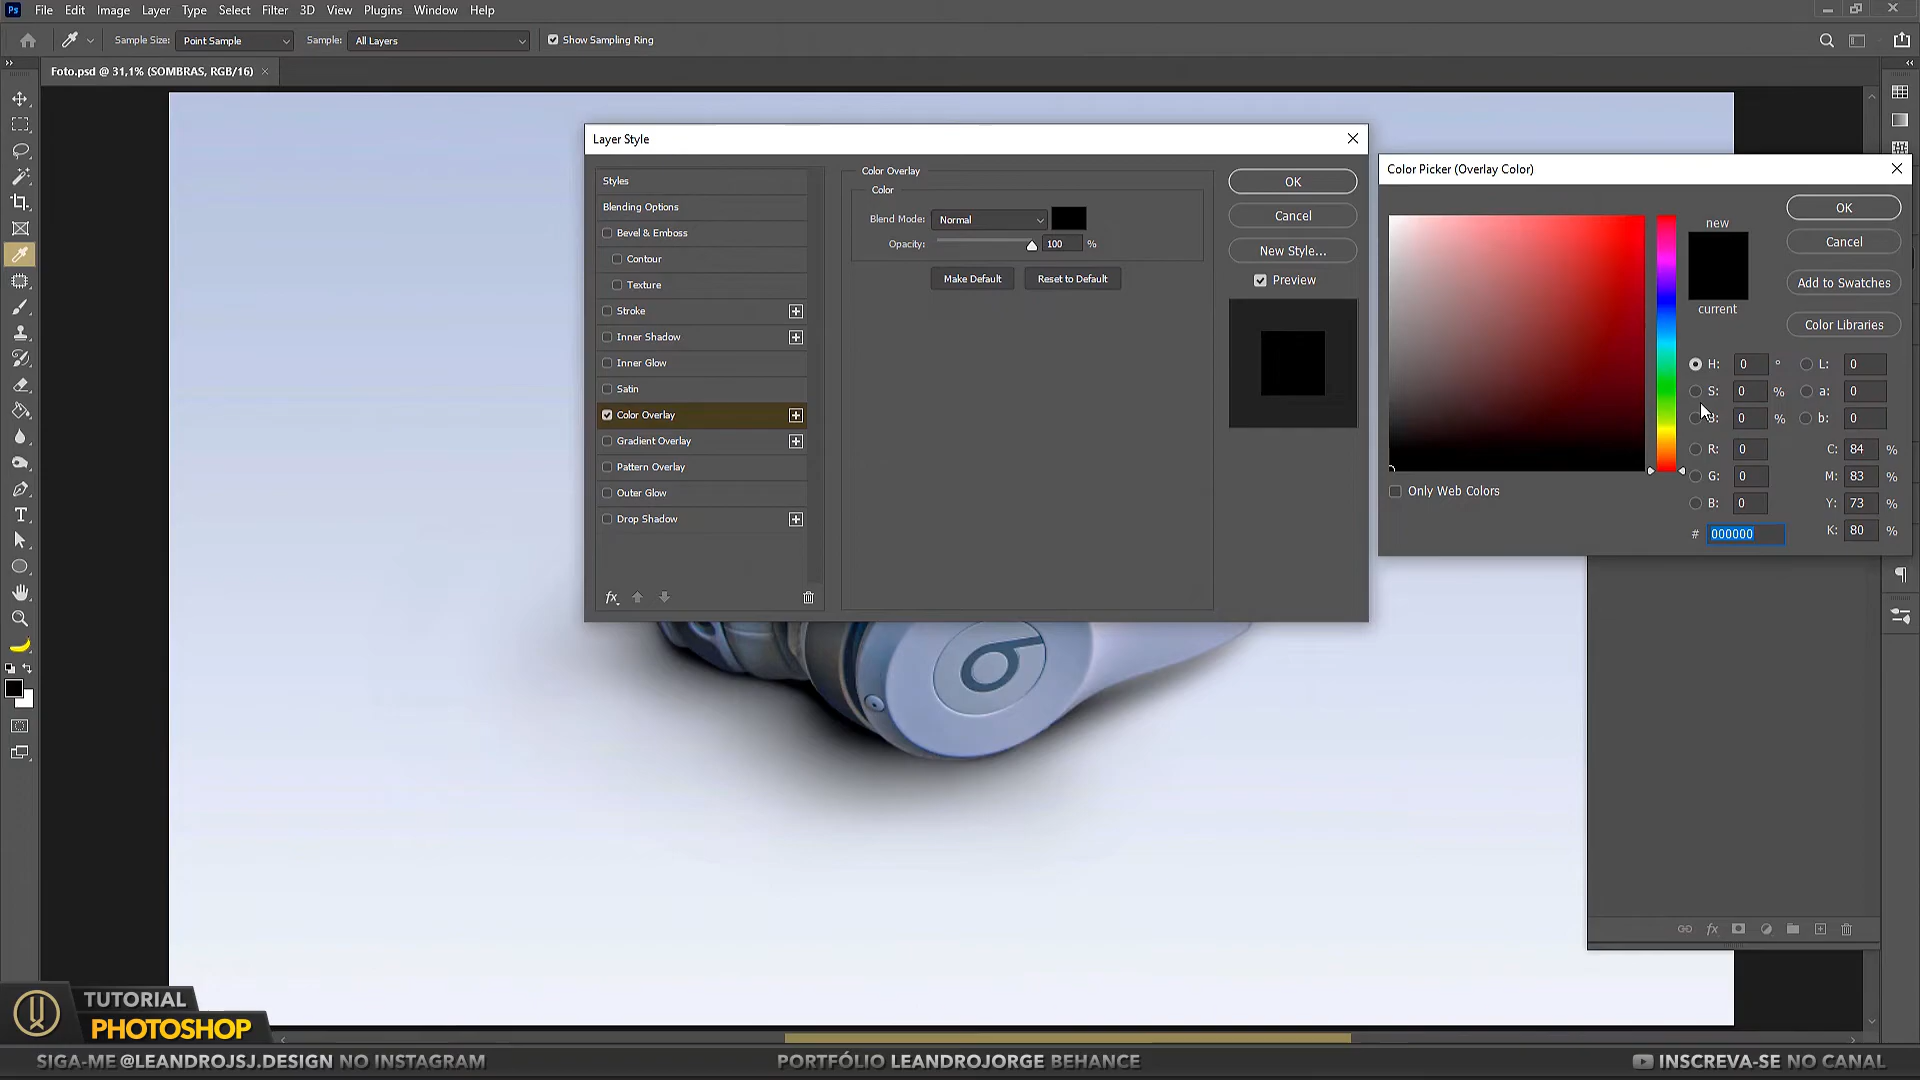 Ps File Edit Image Layer Type Select Filter 3D View Plugins Window Help
Sample Size: Point Sample Sample: All Layers Show Sampling Ring
Foto.psd @ 31,1% (SOMBRAS, RGB/16) ×
Layer Style
Styles
Blending Options
Bevel & Emboss
Contour
Texture
Stroke
Inner Shadow
Inner Glow
Satin
Color Overlay
Gradient Overlay
Pattern Overlay
Outer Glow
Drop Shadow
fx
Color Overlay
Color
Blend Mode: Normal
Opacity: 100 %
Make Default Reset to Default
OK
Cancel
New Style...
Preview
Color Picker (Overlay Color)
new
current
OK
Cancel
Add to Swatches
Color Libraries
H: 0 ° L: 0
S: 0 % a: 0
B: 0 % b: 0
R: 0 C: 84 %
G: 0 M: 83 %
B: 0 Y: 73 %
# 000000 K: 80 %
Only Web Colors
fx
TUTORIAL
PHOTOSHOP
SIGA-ME @LEANDROJSJ.DESIGN NO INSTAGRAM
PORTFÓLIO LEANDROJORGE BEHANCE
INSCREVA-SE NO CANAL